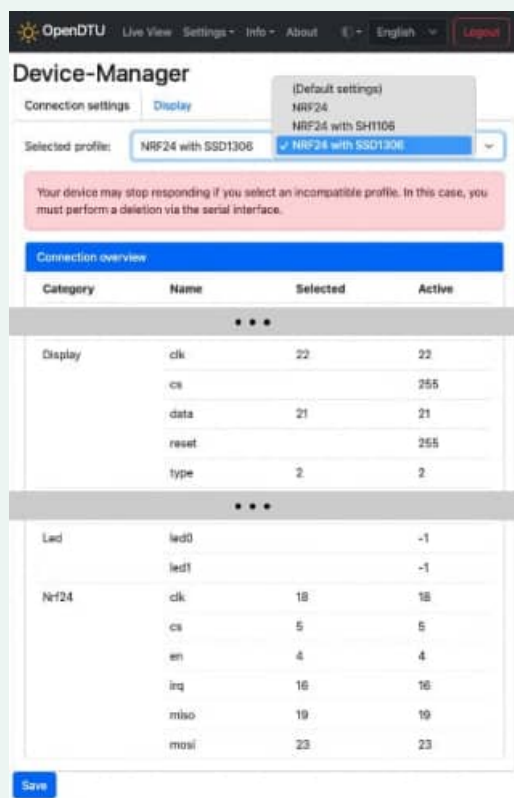 OpenDTU Live View Settings Info About English Logout
Device-Manager
Connection settings Display
(Default settings)
NRF24
NRF24 with SH1106
Selected profile: NRF24 with SSD1306 ✓ NRF24 with SSD1306
Your device may stop responding if you select an incompatible profile. In this case, you
must perform a deletion via the serial interface.
Connection overview
Category Name Selected Active
• • •
Display clk 22 22
cs 255
data 21 21
reset 255
type 2 2
• • •
Led led0 -1
led1 -1
Nrf24 clk 18 18
cs 5 5
en 4 4
irq 16 16
miso 19 19
mosi 23 23
Save